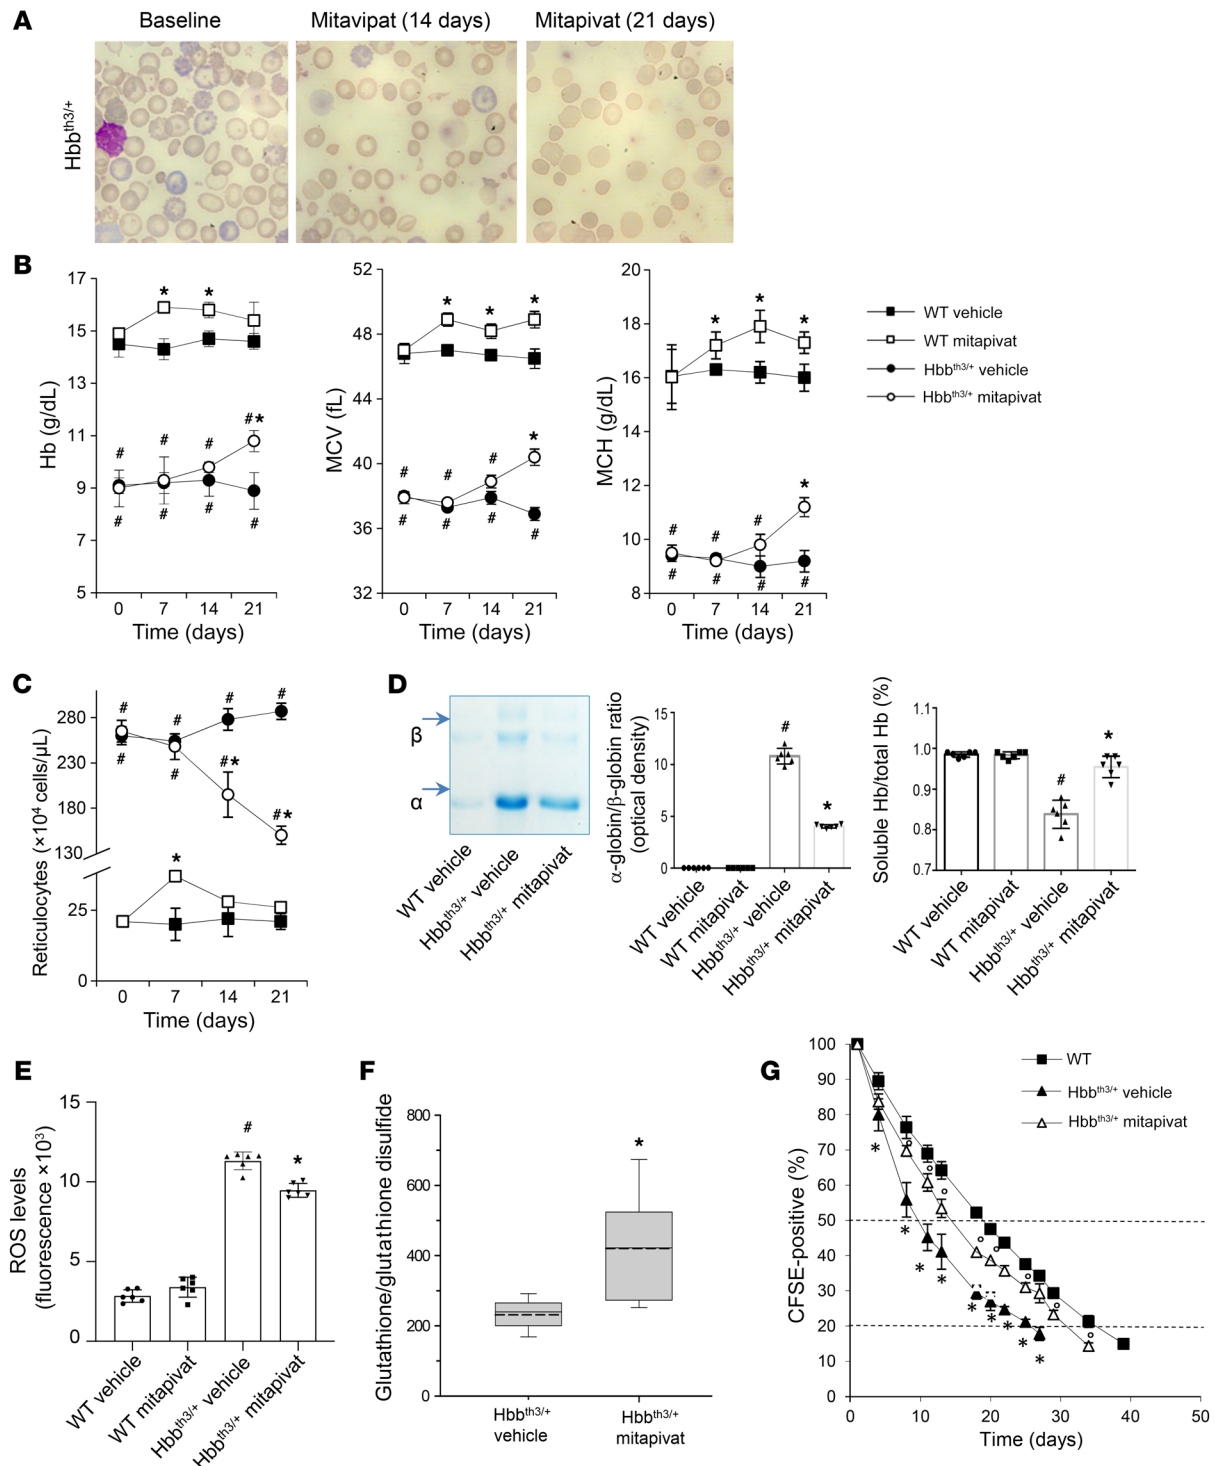 A
Baseline
Mitavipat (14 days)
Mitapivat (21 days)
Hbbth3/+
B
Hb (g/dL)
17
15
13
11
9
7
5
# # # #*
* *
# # # #
0 7 14 21
Time (days)
MCV (fL)
52
48
44
40
36
32
* * *
# # *
#
# # # #
0 7 14 21
Time (days)
MCH (g/dL)
20
18
16
14
12
10
8
* * *
# # # *
# # # #
0 7 14 21
Time (days)
WT vehicle
WT mitapivat
Hbbth3/+ vehicle
Hbbth3/+ mitapivat
C
Reticulocytes (×10⁴ cells/µL)
280
230
180
130
25
0
# # # #
# # #* #*
*
0 7 14 21
Time (days)
D
β
α
WT vehicle
Hbbth3/+ vehicle
Hbbth3/+ mitapivat
α-globin/β-globin ratio
(optical density)
15
10
5
0
#
*
WT vehicle
WT mitapivat
Hbbth3/+ vehicle
Hbbth3/+ mitapivat
Soluble Hb/total Hb (%)
1.1
1.0
0.9
0.8
0.7
#
*
WT vehicle
WT mitapivat
Hbbth3/+ vehicle
Hbbth3/+ mitapivat
E
ROS levels
(fluorescence ×10³)
15
10
5
0
#
*
WT vehicle
WT mitapivat
Hbbth3/+ vehicle
Hbbth3/+ mitapivat
F
Glutathione/glutathione disulfide
800
600
400
200
0
*
Hbbth3/+
vehicle
Hbbth3/+
mitapivat
G
CFSE-positive (%)
100
90
80
70
60
50
40
30
20
10
0
WT
Hbbth3/+ vehicle
Hbbth3/+ mitapivat
° ° ° ° ° ° ° °
* * * * * * * * *
0 10 20 30 40 50
Time (days)